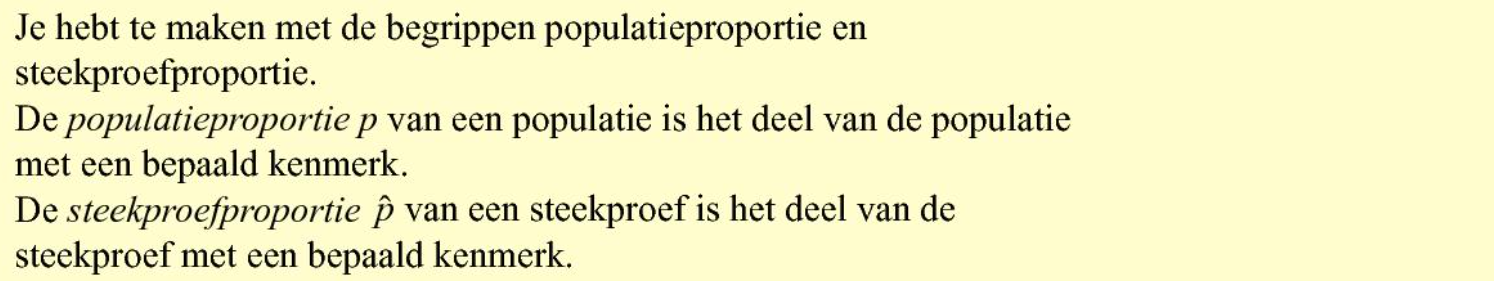 Je hebt te maken met de begrippen populatieproportie en
steekproefproportie.
De populatieproportie p van een populatie is het deel van de populatie
met een bepaald kenmerk.
De steekproefproportie p̂ van een steekproef is het deel van de
steekproef met een bepaald kenmerk.